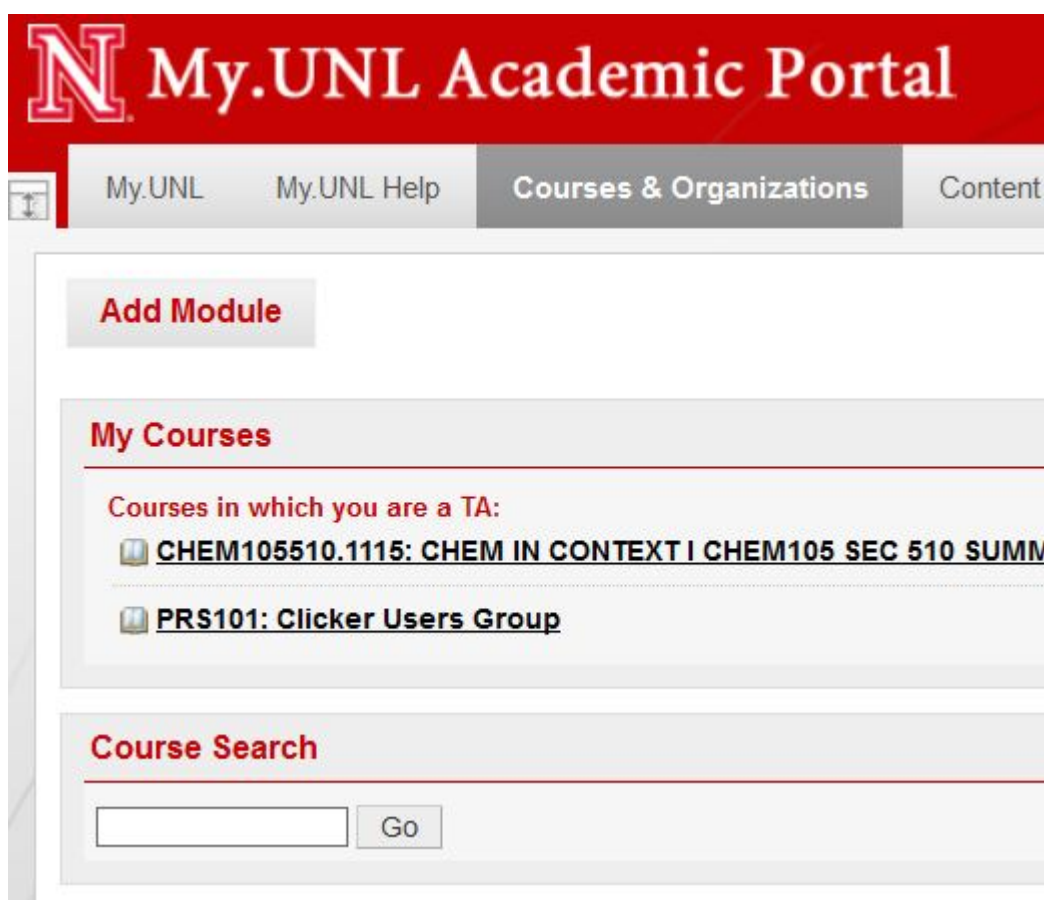 N My.UNL Academic Portal
My.UNL My.UNL Help Courses & Organizations Content
Add Module
My Courses
Courses in which you are a TA:
CHEM105510.1115: CHEM IN CONTEXT I CHEM105 SEC 510 SUMM
PRS101: Clicker Users Group
Course Search
Go